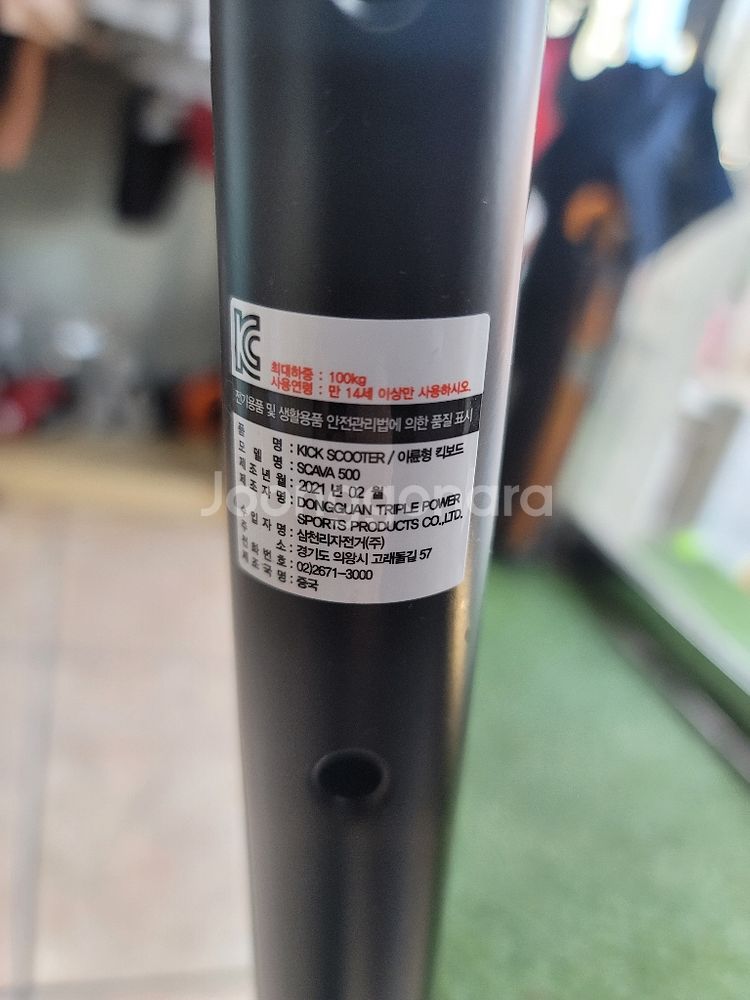 KC
최대하중 : 100kg
사용연령 : 만 14세 이상만 사용하시오
전기용품 및 생활용품 안전관리법에 의한 품질 표시
품 명 : KICK SCOOTER / 이륜형 킥보드
모 델 명 : SCAVA 500
제 조 년 월 : 2021 년 02 월
제 조 자 명 : DONGGUAN TRIPLE POWER
SPORTS PRODUCTS CO.,LTD.
수 입 자 명 : 삼천리자전거(주)
주 소 : 경기도 의왕시 고래들길 57
전 화 번 호 : 02)2671-3000
제 조 국 명 : 중국
Joongonara